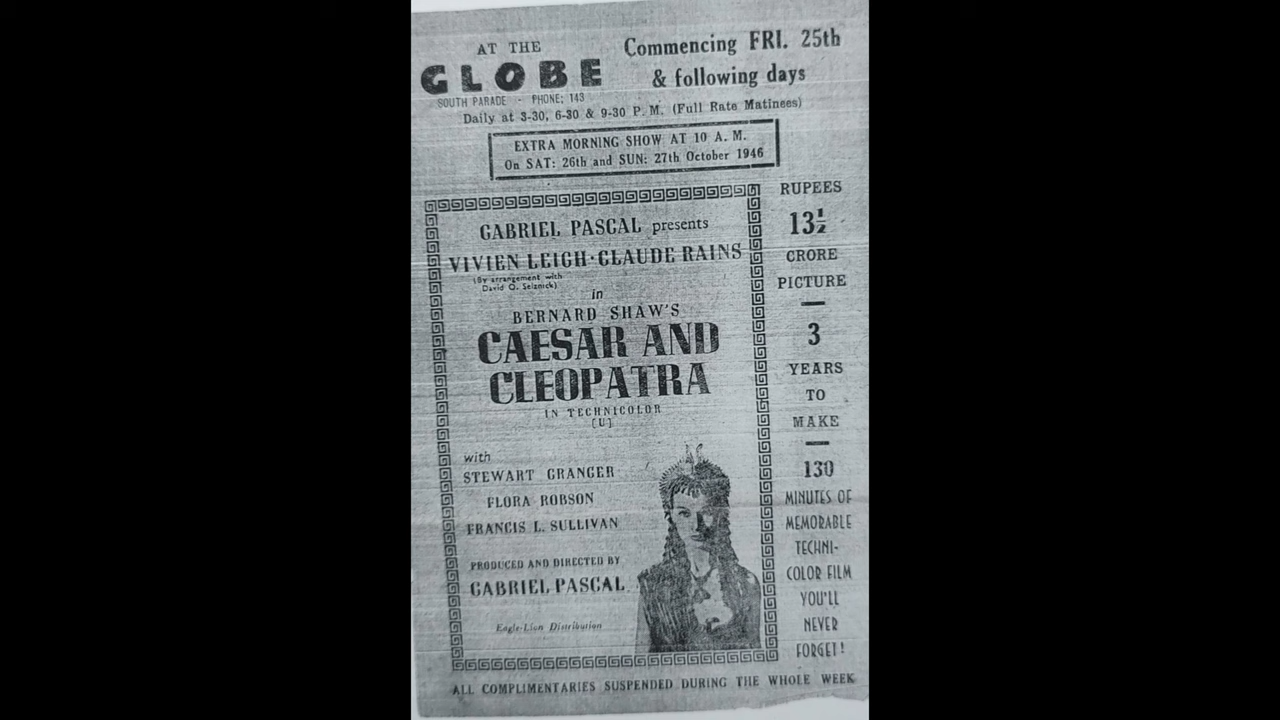 AT THE
GLOBE
SOUTH PARADE - PHONE: 143
Commencing FRI. 25th
& following days
Daily at 3-30, 6-30 & 9-30 P. M. (Full Rate Matinees)
EXTRA MORNING SHOW AT 10 A. M.
On SAT: 26th and SUN: 27th October 1946
GABRIEL PASCAL presents
VIVIEN LEIGH·CLAUDE RAINS
(By arrangement with
David O. Selznick)
in
BERNARD SHAW'S
CAESAR AND
CLEOPATRA
IN TECHNICOLOR
[U]
with
STEWART GRANGER
FLORA ROBSON
FRANCIS L. SULLIVAN
PRODUCED AND DIRECTED BY
GABRIEL PASCAL
Eagle-Lion Distribution
RUPEES
13½
CRORE
PICTURE
3
YEARS
TO
MAKE
130
MINUTES OF
MEMORABLE
TECHNI-
COLOR FILM
YOU'LL
NEVER
FORGET!
ALL COMPLIMENTARIES SUSPENDED DURING THE WHOLE WEEK